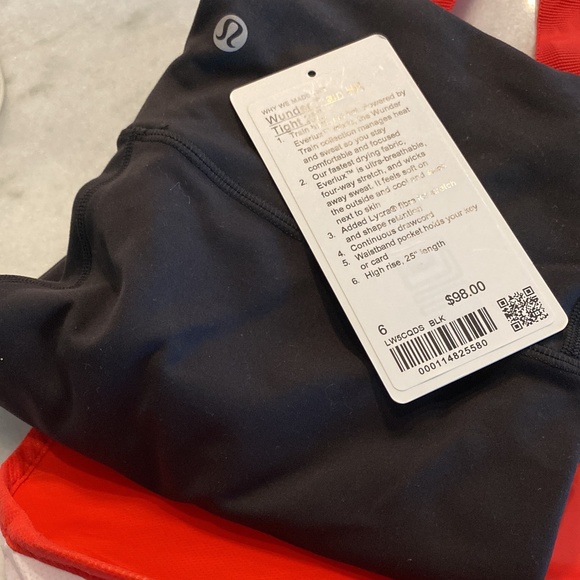 WHY WE MADE
Wunder
Tight
1. Train powered by
Everlux the Wunder
Train collection manages heat
and sweat so you stay
comfortable and focused
2. Our fastest drying fabric,
Everlux™ is ultra-breathable,
four-way stretch, and wicks
away sweat. It feels soft on
the outside and cool
next to skin
3. Added Lycra® fibre
and shape retention
4. Continuous drawcord
5. Waistband pocket holds your key
or card
6. High rise, 25" length
$98.00
6
LW5CQDS BLK
000114825580